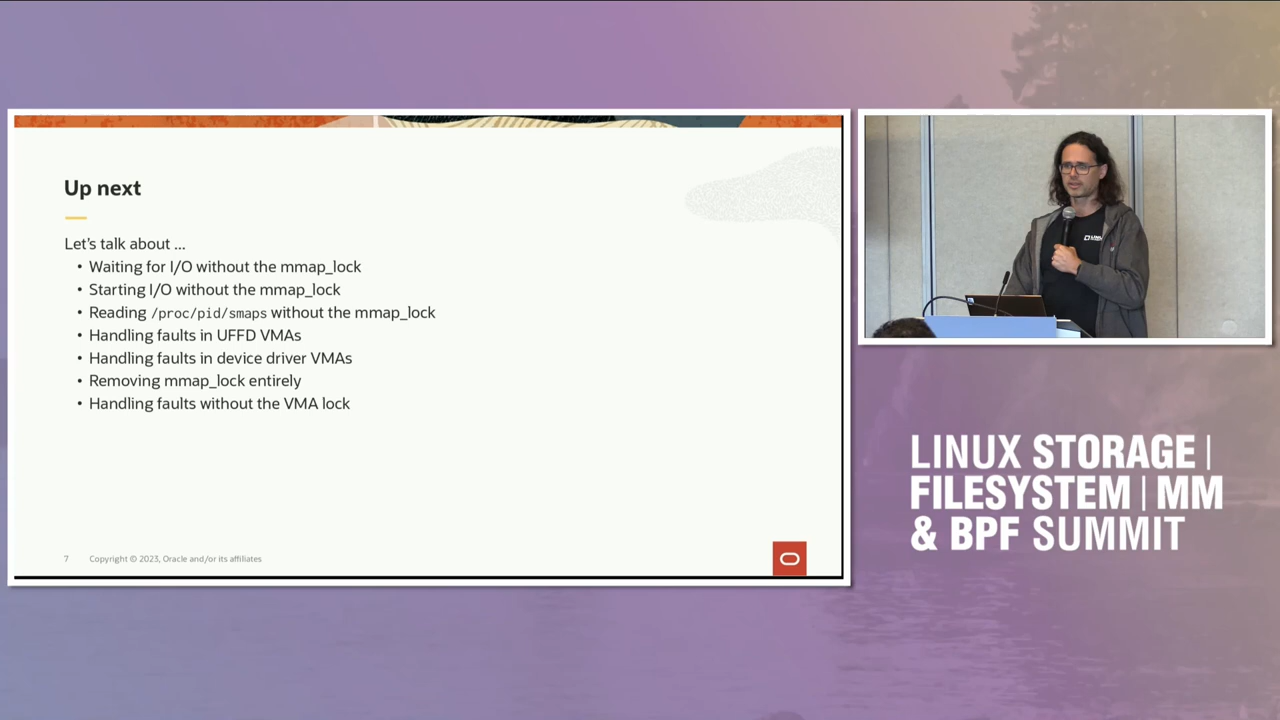 Up next
Let's talk about ...
• Waiting for I/O without the mmap_lock
• Starting I/O without the mmap_lock
• Reading /proc/pid/smaps without the mmap_lock
• Handling faults in UFFD VMAs
• Handling faults in device driver VMAs
• Removing mmap_lock entirely
• Handling faults without the VMA lock
7 Copyright © 2023, Oracle and/or its affiliates
LINUX STORAGE |
FILESYSTEM | MM
& BPF SUMMIT